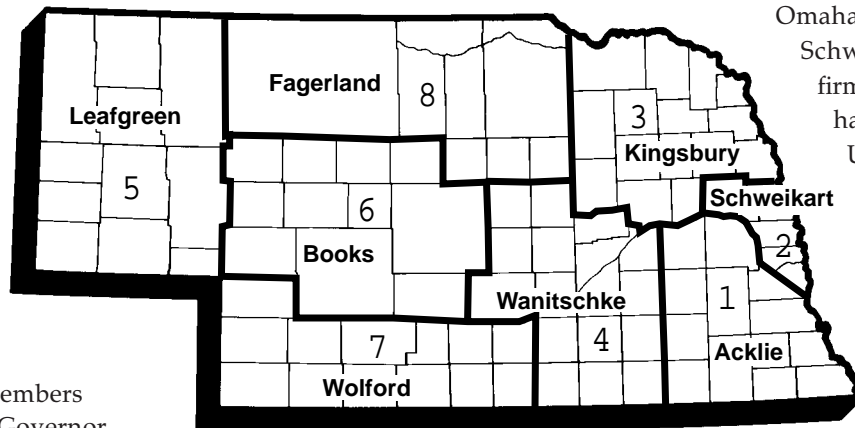 Omaha
Schw
firm
ha
U
Fagerland
8
Leafgreen
3
Kingsbury
5
Schweikart
6
2
Books
Wanitschke
1
7
4
Acklie
Wolford
embers
Governor